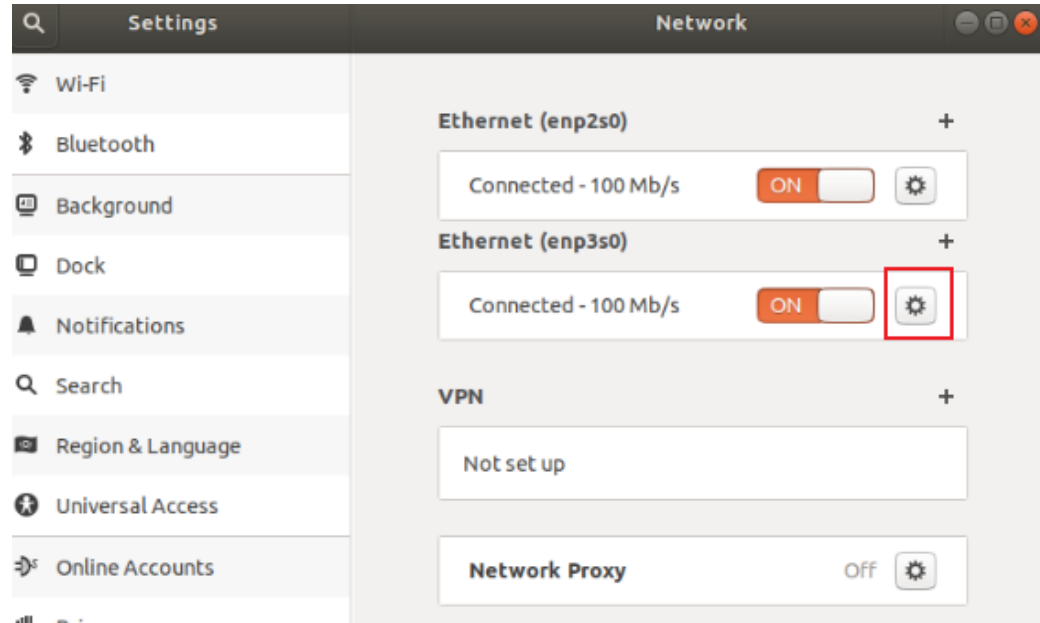 Settings
Network
Wi-Fi
Bluetooth
Background
Dock
Notifications
Search
Region & Language
Universal Access
Online Accounts
Ethernet (enp2s0)
Connected - 100 Mb/s
ON
Ethernet (enp3s0)
Connected - 100 Mb/s
ON
VPN
Not set up
Network Proxy
Off